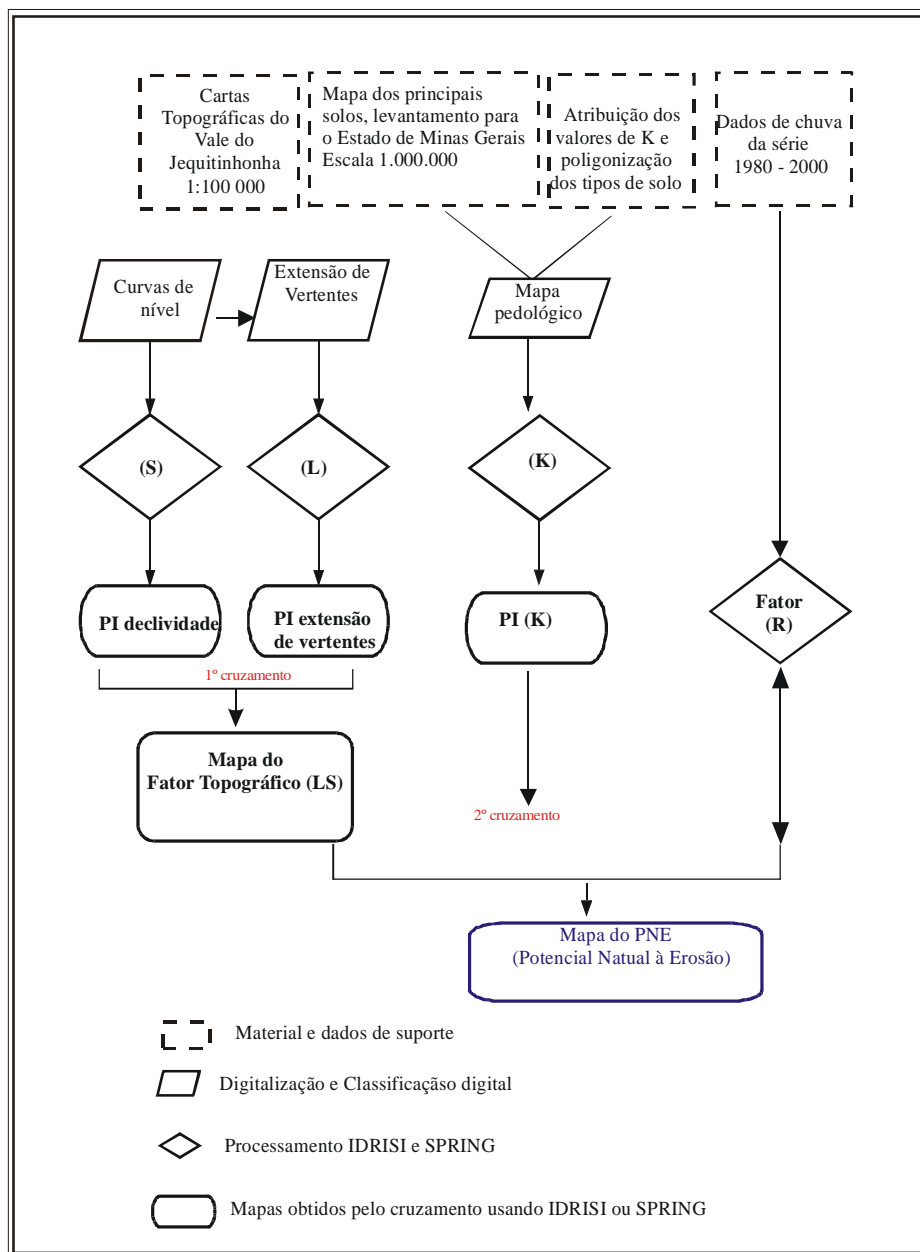 Cartas
Topográficas do
Vale do
Jequitinhonha
1:100 000
Mapa dos principais
solos, levantamento para
o Estado de Minas Gerais
Escala 1.000.000
Atribuição dos
valores de K e
poligonização
dos tipos de solo
Dados de chuva
da série
1980 - 2000
Curvas de
nível
Extensão de
Vertentes
Mapa
pedológico
(S)
(L)
(K)
PI declividade
PI extensão
de vertentes
PI (K)
Fator
(R)
1º cruzamento
Mapa do
Fator Topográfico (LS)
2º cruzamento
Mapa do PNE
(Potencial Natual à Erosão)
Material e dados de suporte
Digitalização e Classificaçãso digital
Processamento IDRISI e SPRING
Mapas obtidos pelo cruzamento usando IDRISI ou SPRING